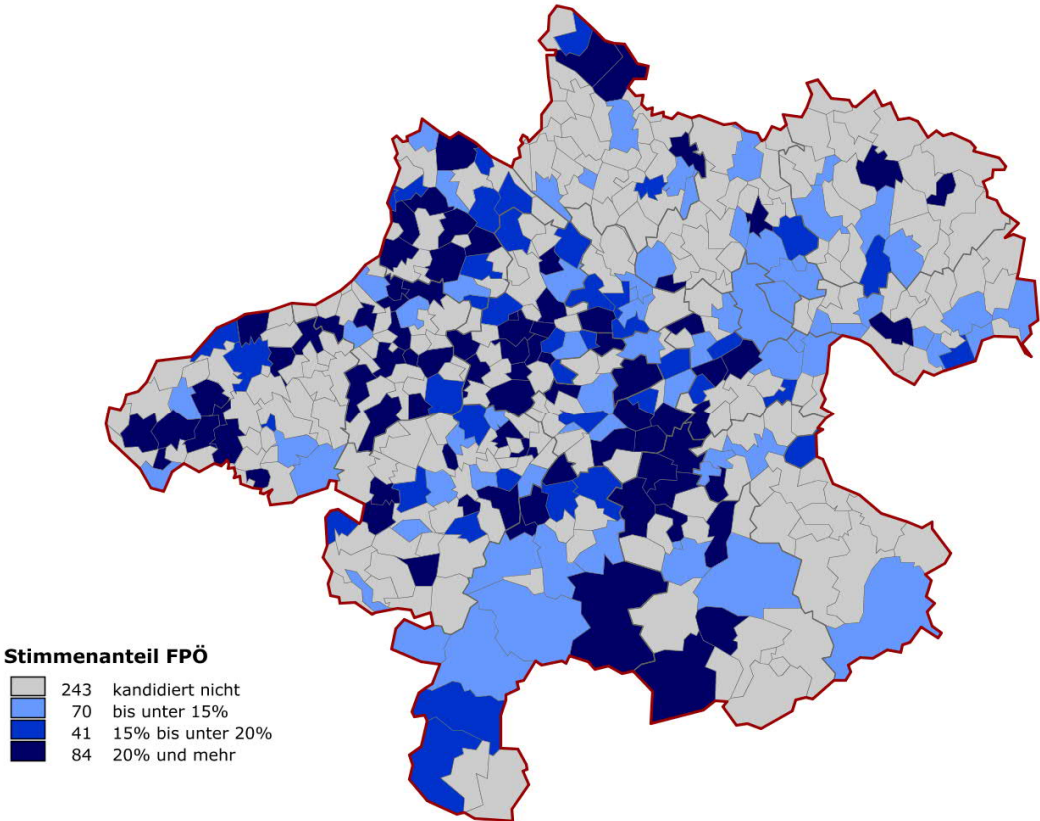 Stimmenanteil FPÖ
243 kandidiert nicht
70 bis unter 15%
41 15% bis unter 20%
84 20% und mehr